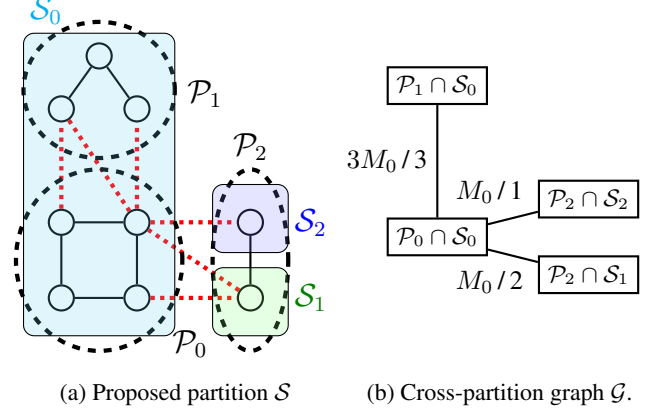 𝒮₀
𝒫₁
𝒫₂
𝒮₂
𝒮₁
𝒫₀
(a) Proposed partition 𝒮
𝒫₁ ∩ 𝒮₀
3M₀/3
M₀/1
𝒫₂ ∩ 𝒮₂
𝒫₀ ∩ 𝒮₀
M₀/2
𝒫₂ ∩ 𝒮₁
(b) Cross-partition graph 𝒢.